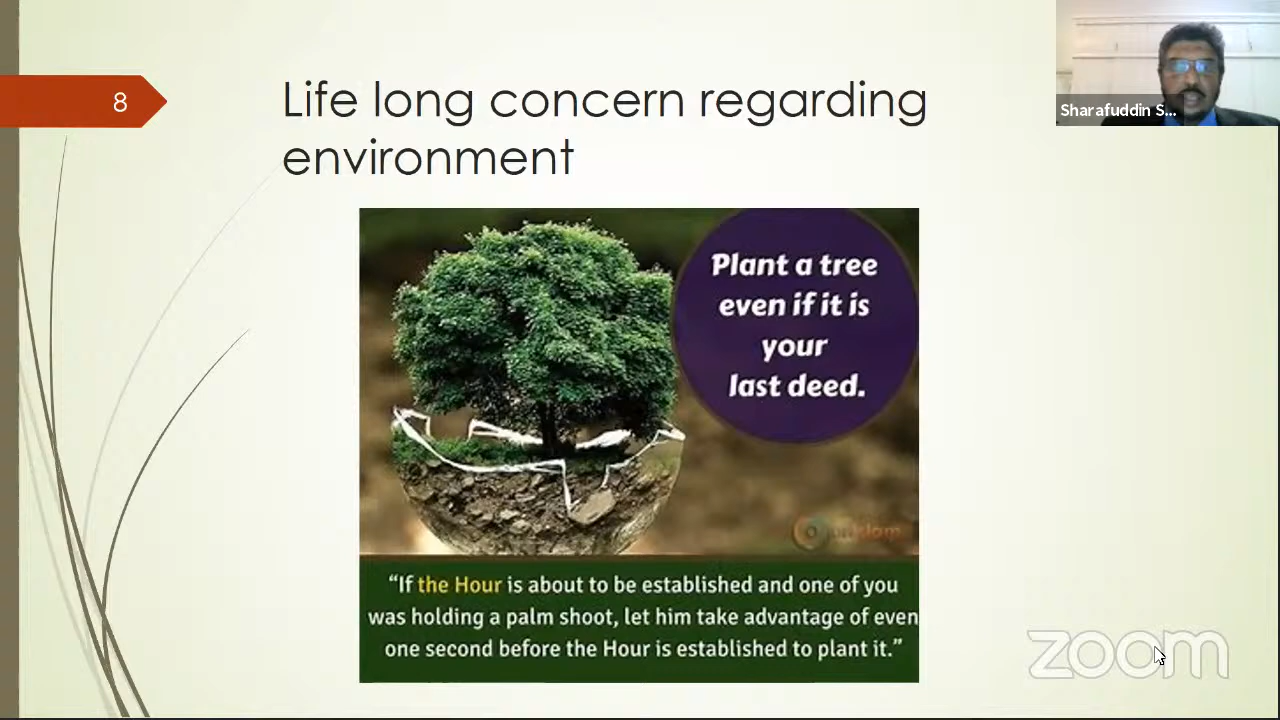 8
Life long concern regarding
environment
Sharafuddin S...
Plant a tree
even if it is
your
last deed.
“If the Hour is about to be established and one of you
was holding a palm shoot, let him take advantage of even
one second before the Hour is established to plant it.”
zoom